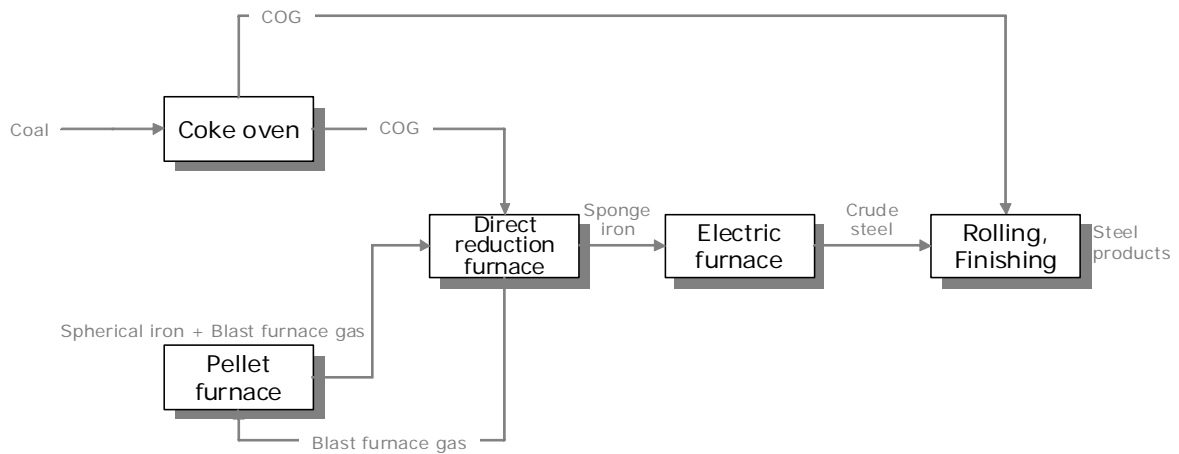 COG
Coal
Coke oven
COG
Direct
reduction
furnace
Sponge
iron
Electric
furnace
Crude
steel
Rolling,
Finishing
Steel
products
Spherical iron + Blast furnace gas
Pellet
furnace
Blast furnace gas